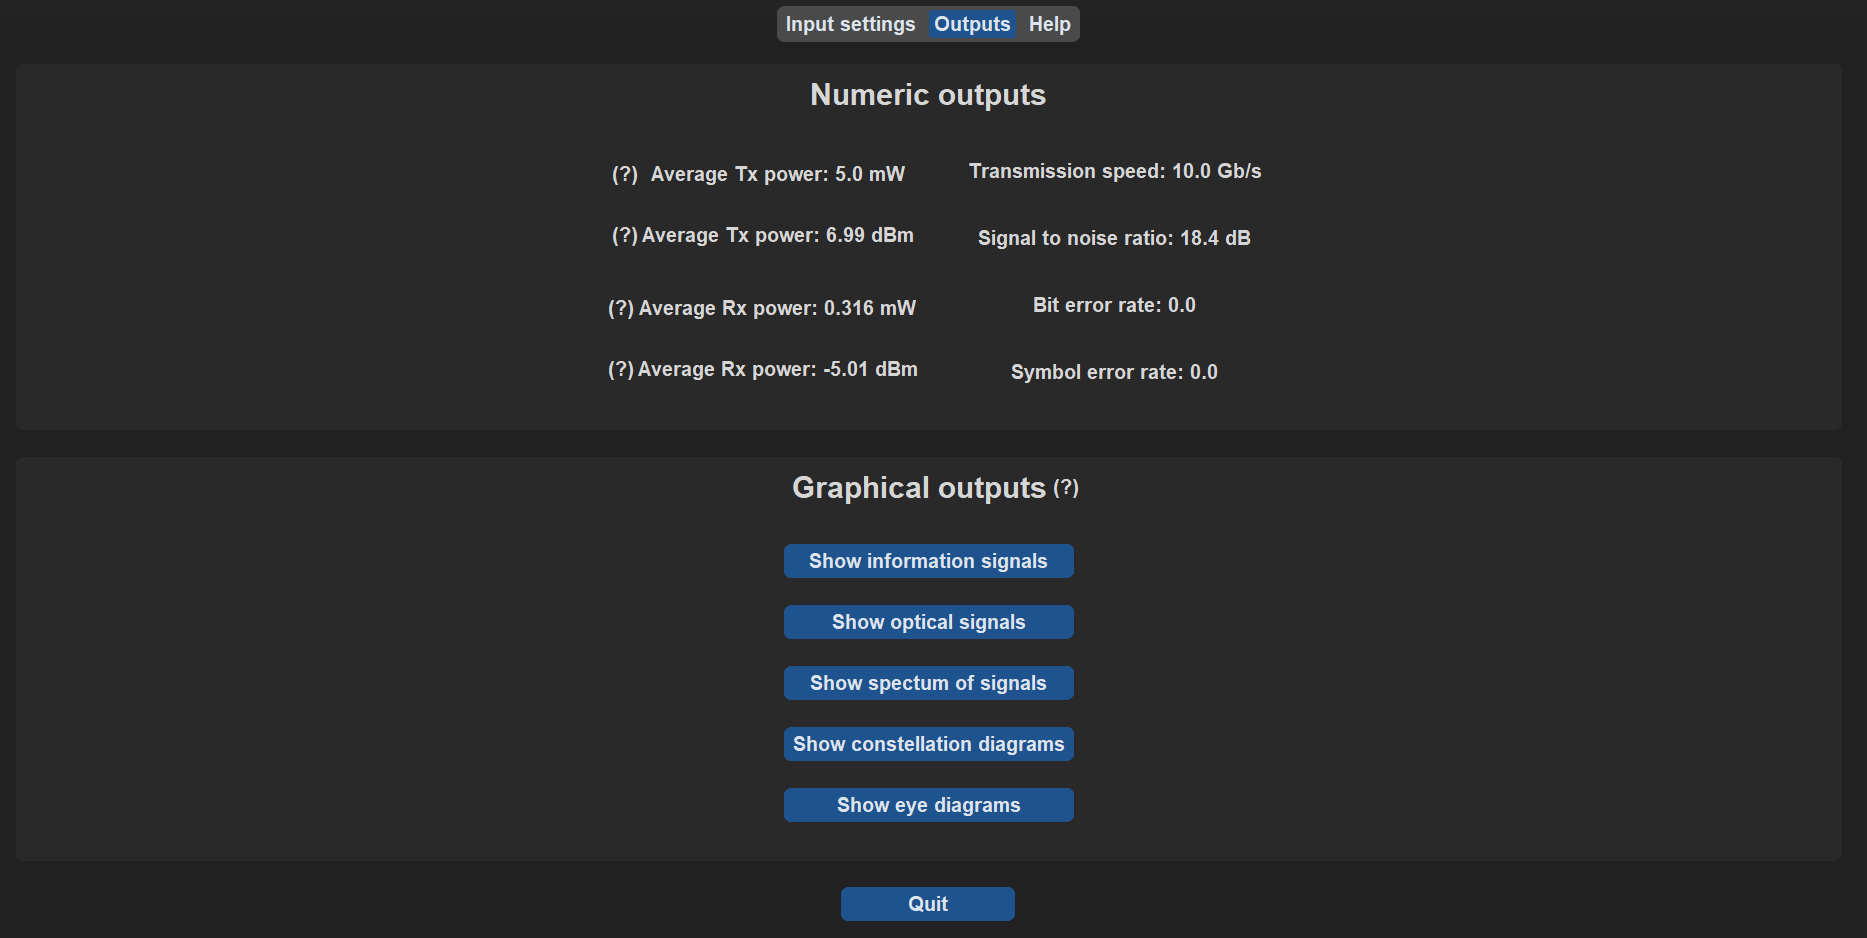 Input settings Outputs Help
Numeric outputs
(?) Average Tx power: 5.0 mW
(?) Average Tx power: 6.99 dBm
(?) Average Rx power: 0.316 mW
(?) Average Rx power: -5.01 dBm
Transmission speed: 10.0 Gb/s
Signal to noise ratio: 18.4 dB
Bit error rate: 0.0
Symbol error rate: 0.0
Graphical outputs (?)
Show information signals
Show optical signals
Show spectum of signals
Show constellation diagrams
Show eye diagrams
Quit